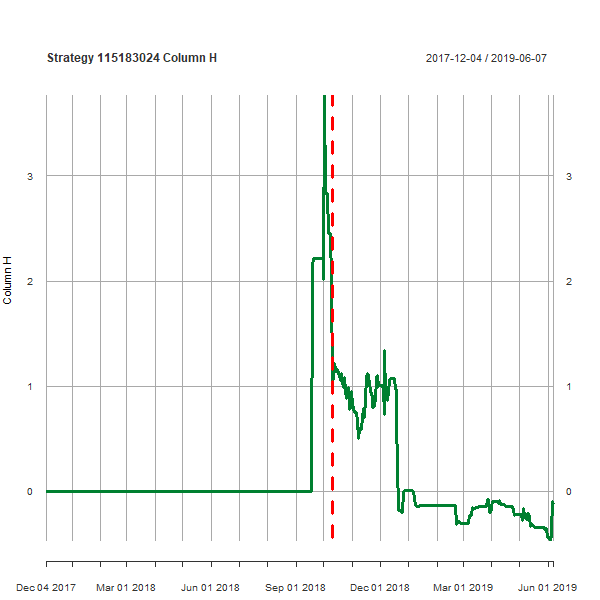 Strategy 115183024 Column H
2017-12-04 / 2019-06-07
3
3
2
2
1
1
0
0
Column H
Dec 04 2017
Mar 01 2018
Jun 01 2018
Sep 01 2018
Dec 01 2018
Mar 01 2019
Jun 01 2019